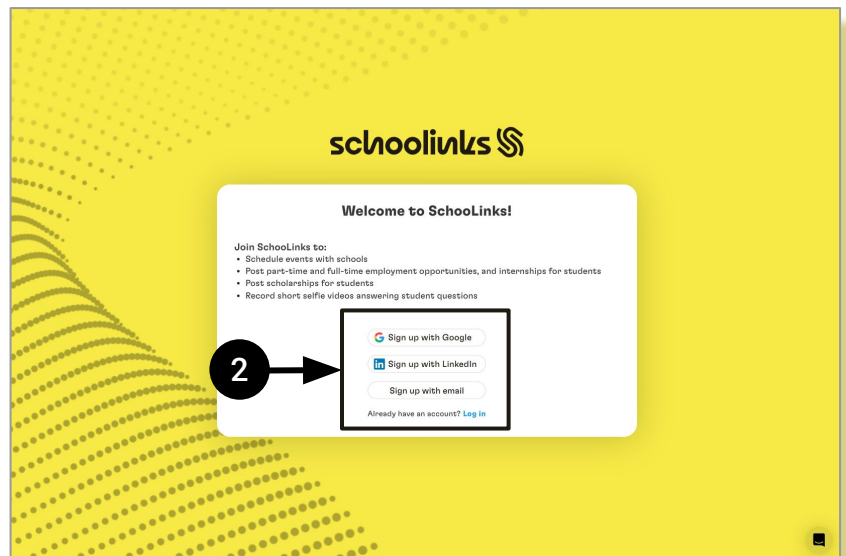 schoolinks
Welcome to SchooLinks!
Join SchooLinks to:
• Schedule events with schools
• Post part-time and full-time employment opportunities, and internships for students
• Post scholarships for students
• Record short selfie videos answering student questions
Sign up with Google
in Sign up with LinkedIn
2
Sign up with email
Already have an account? Log in